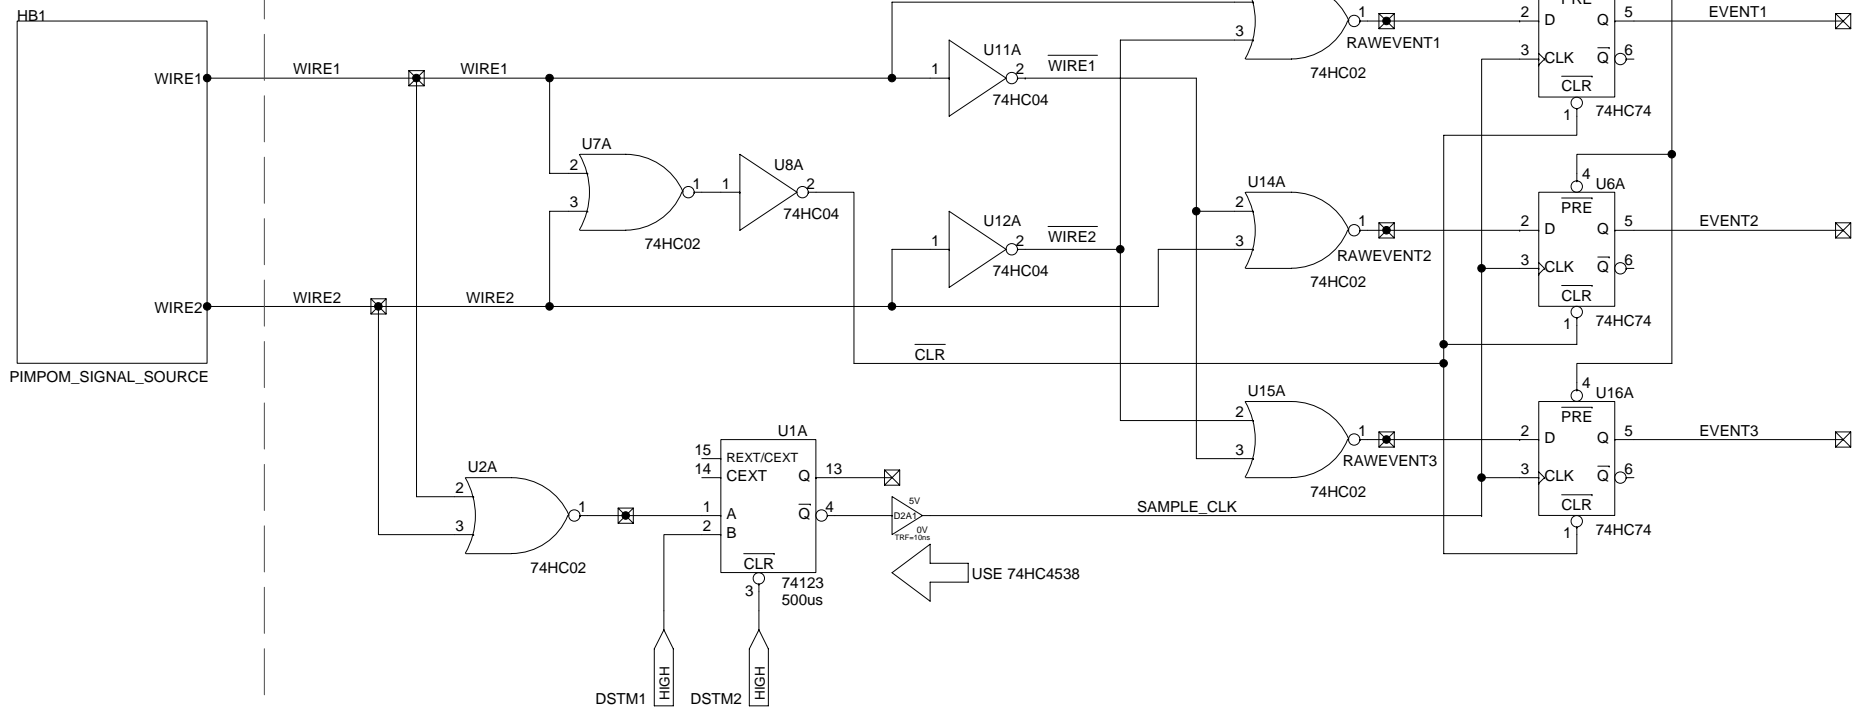 HB1
WIRE1
WIRE2
PIMPOM_SIGNAL_SOURCE
WIRE1
WIRE1
WIRE2
WIRE2
U7A
2
3
1
74HC02
U8A
1
2
74HC04
U11A
1
2
74HC04
WIRE1
U12A
1
2
74HC04
WIRE2
CLR
3
1
74HC02
RAWEVENT1
U14A
2
3
1
74HC02
RAWEVENT2
U15A
2
3
1
74HC02
RAWEVENT3
PRE
2
D
Q
5
3
CLK
Q
6
CLR
1
74HC74
EVENT1
4
U6A
PRE
2
D
Q
5
3
CLK
Q
6
CLR
1
74HC74
EVENT2
4
U16A
PRE
2
D
Q
5
3
CLK
Q
6
CLR
1
74HC74
EVENT3
U2A
2
3
1
74HC02
U1A
15
REXT/CEXT
14
CEXT
Q
13
1
A
Q
4
2
B
CLR
3
74123
500us
5V
D2A1
0V
TRF=10ns
SAMPLE_CLK
USE 74HC4538
DSTM1
HIGH
DSTM2
HIGH